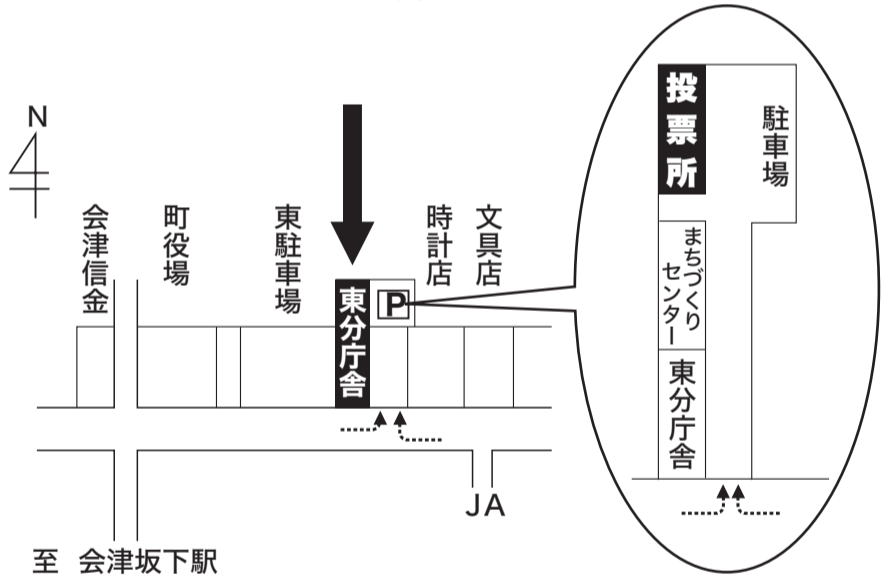 N
会津信金
町役場
東駐車場
東分庁舎
P
時計店
文具店
JA
至 会津坂下駅
投票所
駐車場
まちづくり
センター
東分庁舎